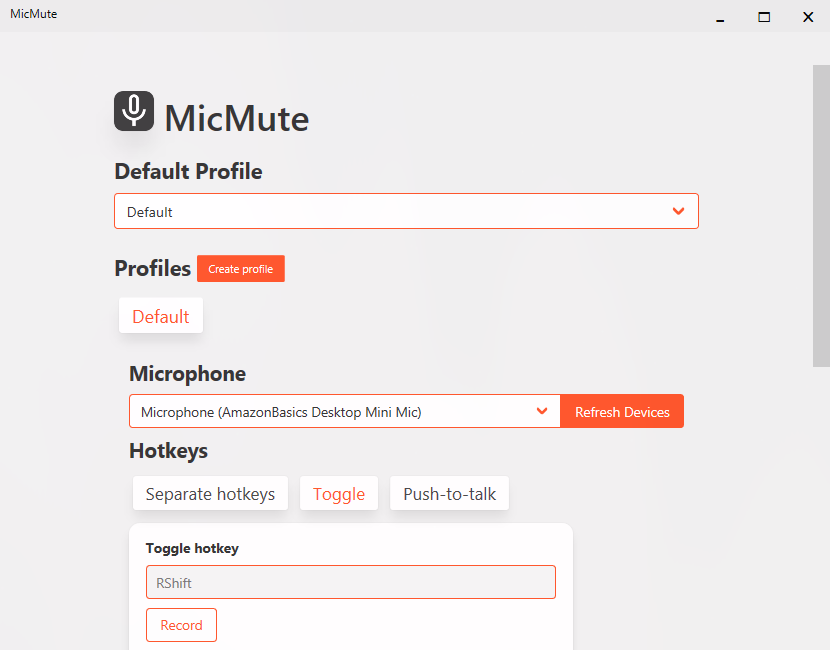 MicMute
MicMute
Default Profile
Default
Profiles Create profile
Default
Microphone
Microphone (AmazonBasics Desktop Mini Mic) Refresh Devices
Hotkeys
Separate hotkeys Toggle Push-to-talk
Toggle hotkey
RShift
Record